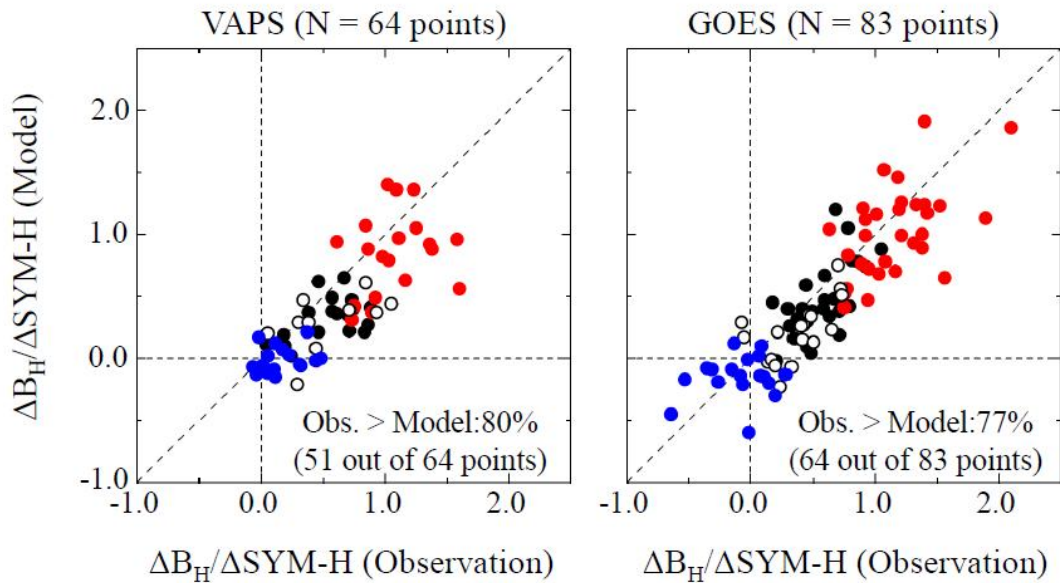 VAPS (N = 64 points)
GOES (N = 83 points)
ΔB_H/ΔSYM-H (Model)
2.0
1.0
0.0
-1.0
Obs. > Model:80%
(51 out of 64 points)
Obs. > Model:77%
(64 out of 83 points)
-1.0 0.0 1.0 2.0
-1.0 0.0 1.0 2.0
ΔB_H/ΔSYM-H (Observation)
ΔB_H/ΔSYM-H (Observation)